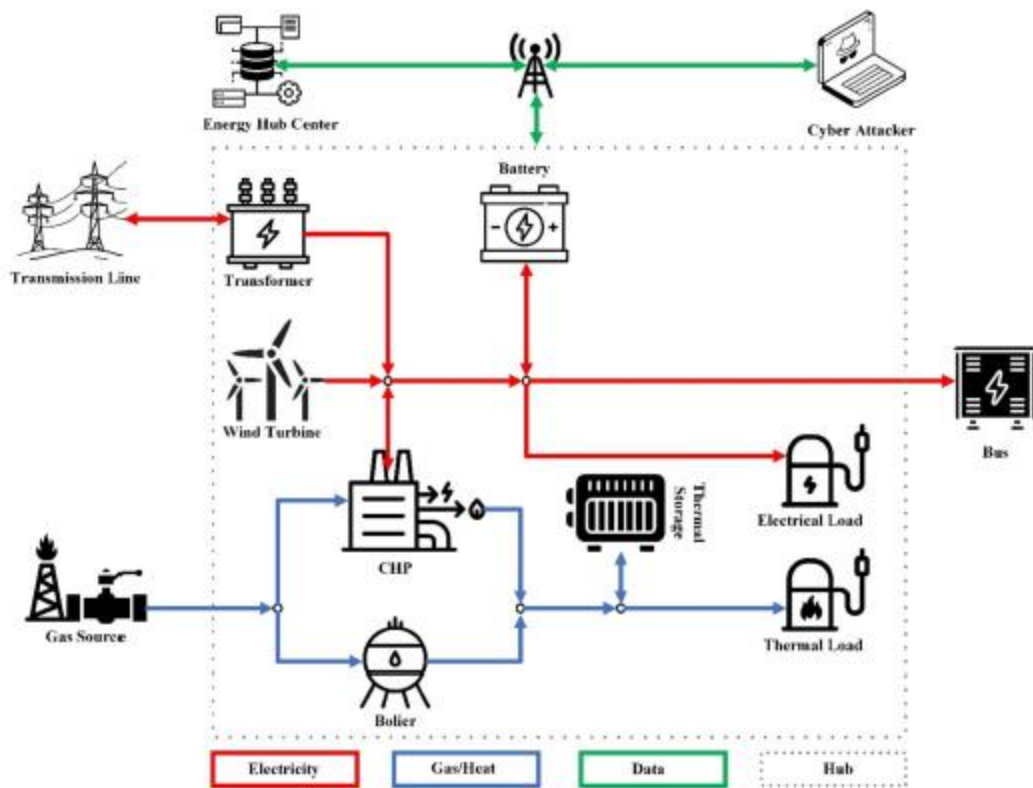 Energy Hub Center
Cyber Attacker
Battery
Transmission Line
Transformer
Wind Turbine
Bus
Thermal
Storage
Electrical Load
CHP
Gas Source
Thermal Load
Bolier
Electricity
Gas/Heat
Data
Hub